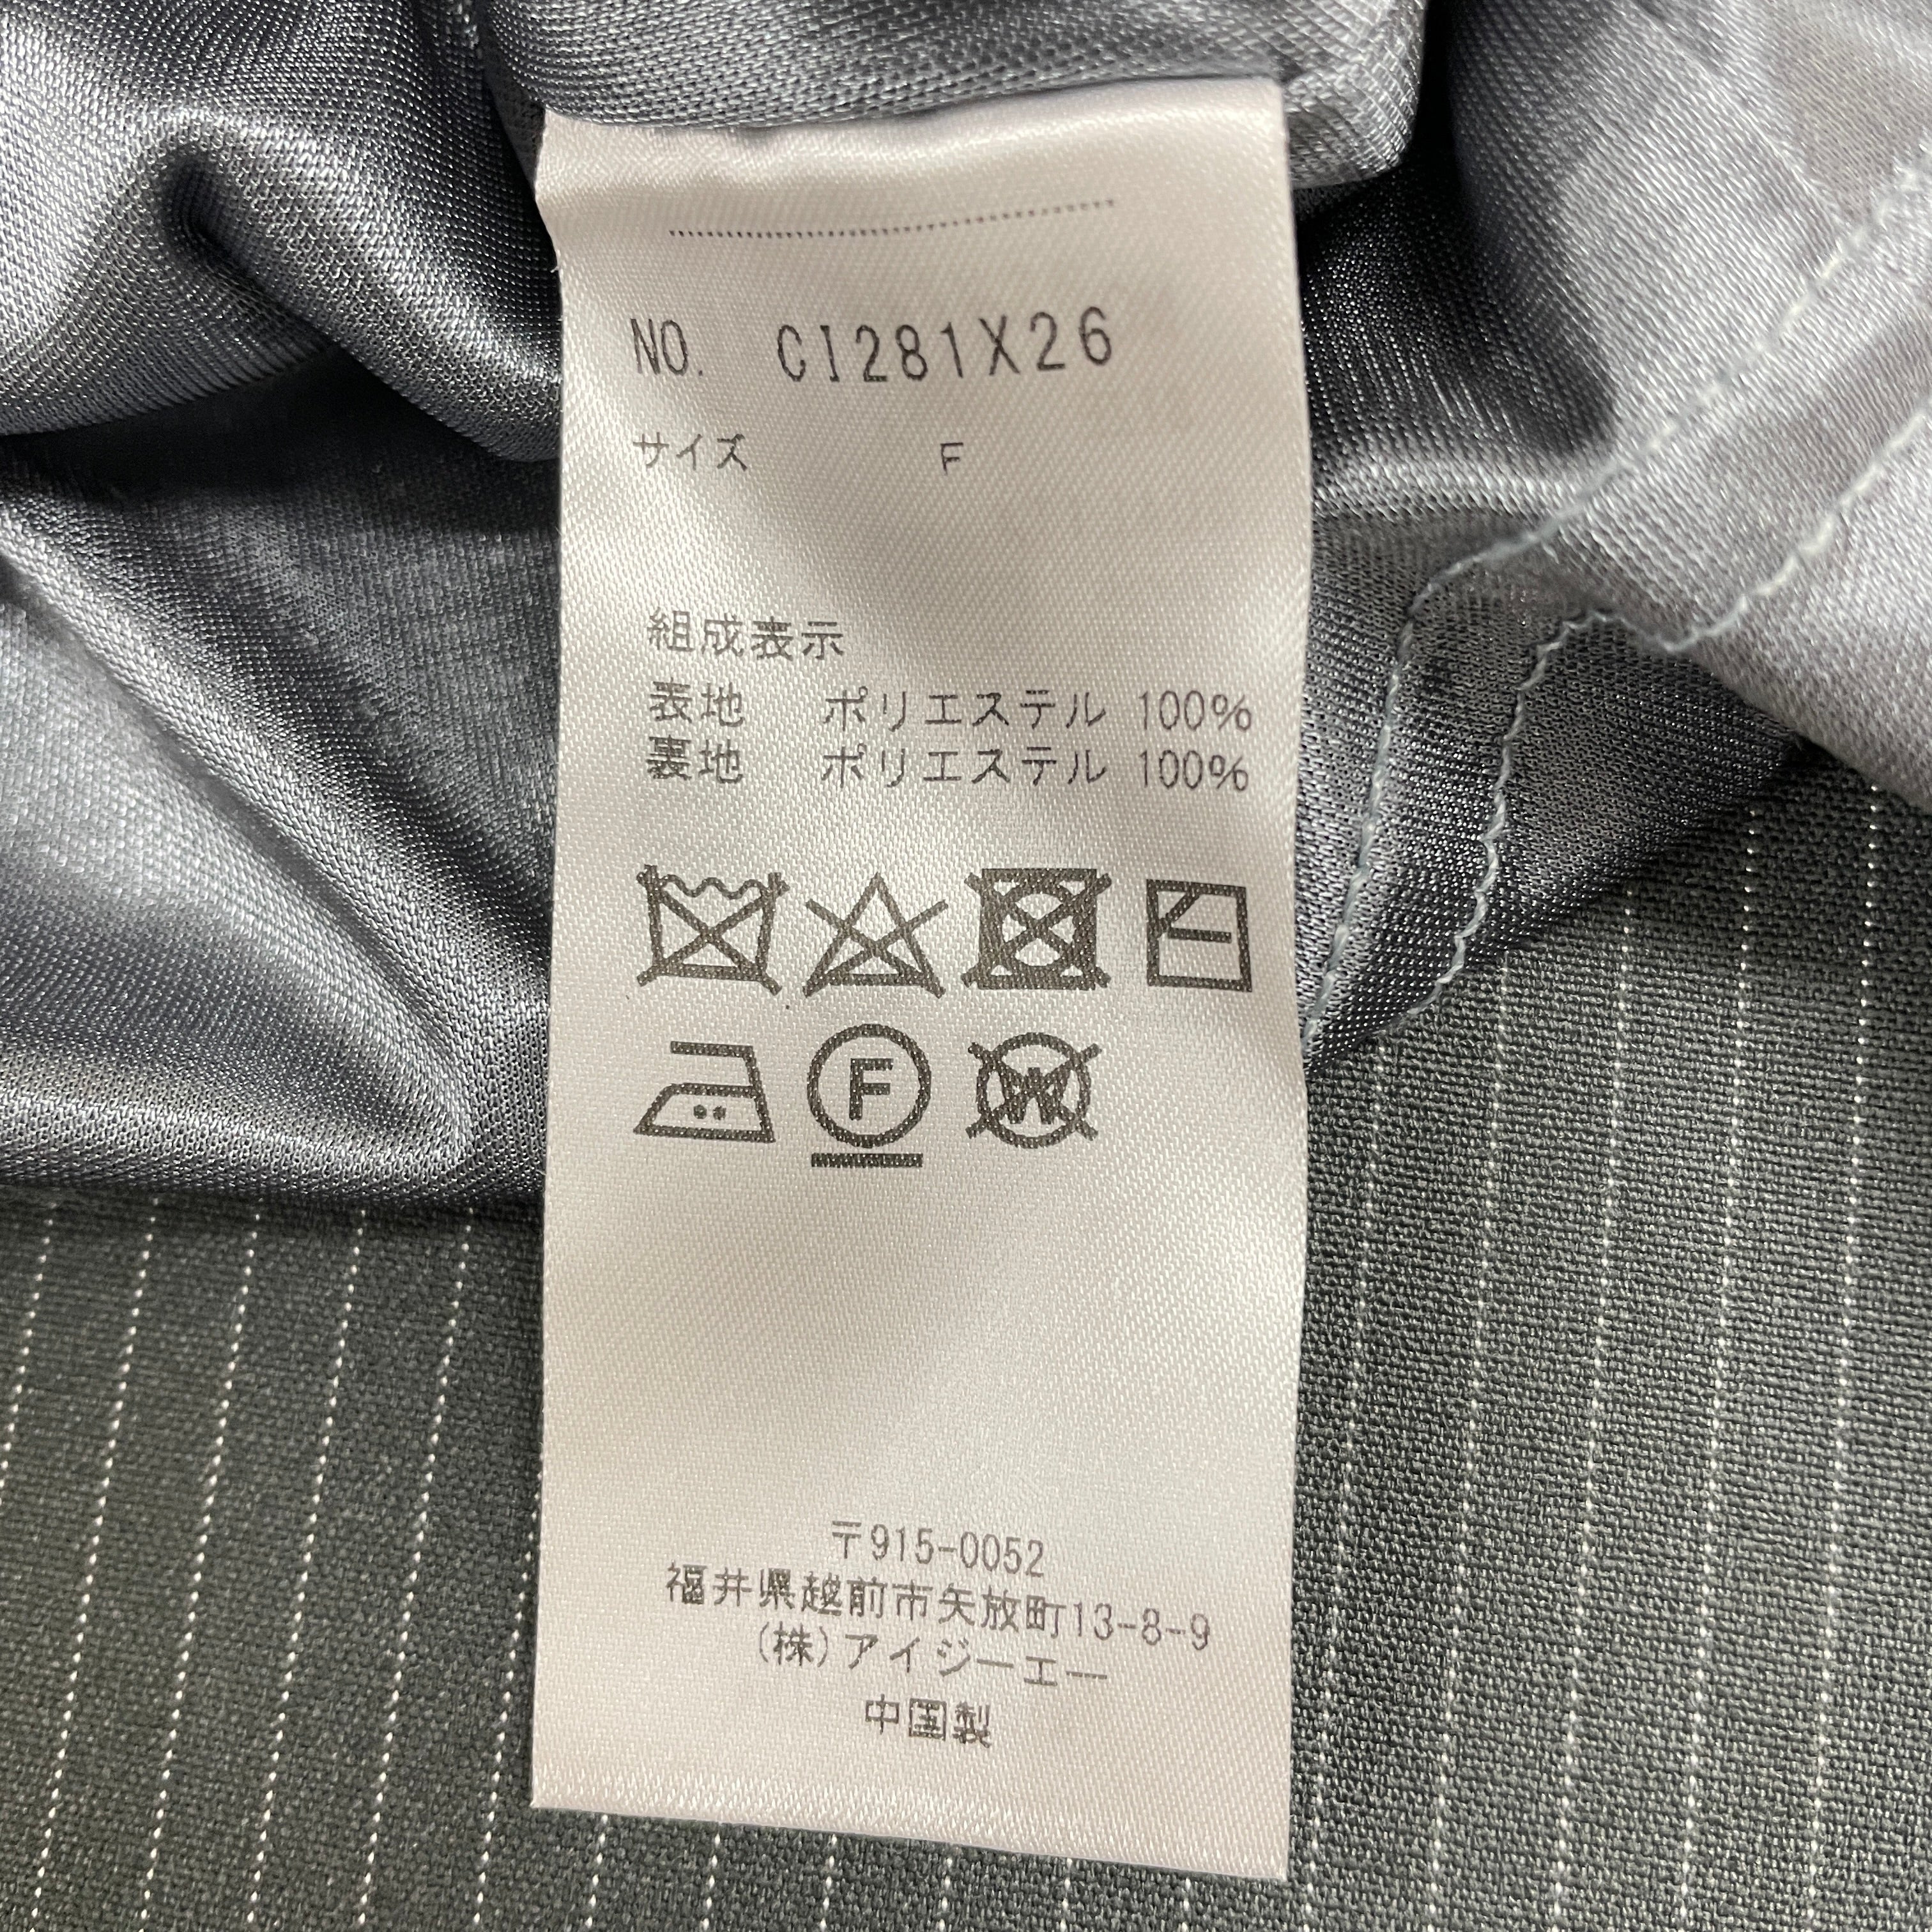 NO. CI281X26
サイズ F
組成表示
表地 ポリエステル 100%
裏地 ポリエステル 100%
F W
〒915-0052
福井県越前市矢放町13-8-9
(株)アイジーエー
中国製